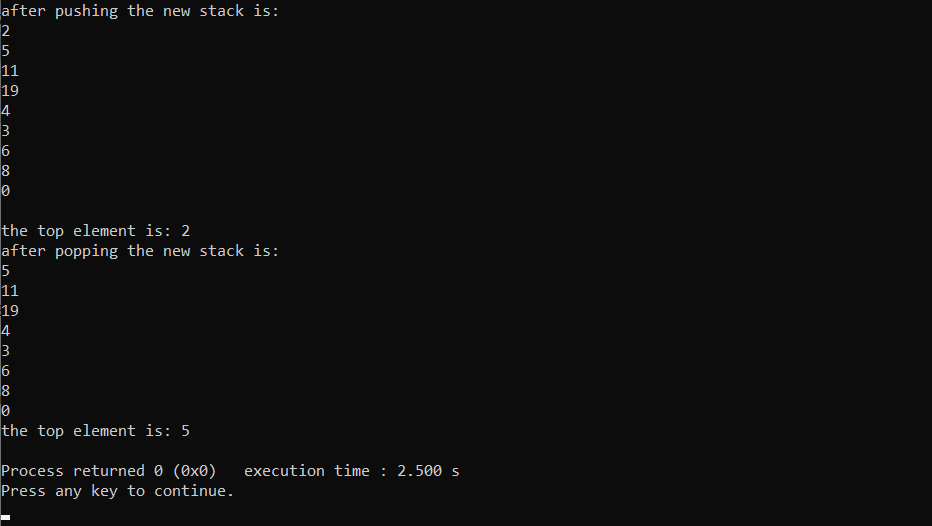 after pushing the new stack is:
2
5
11
19
4
3
6
8
0
the top element is: 2
after popping the new stack is:
5
11
19
4
3
6
8
0
the top element is: 5
Process returned 0 (0x0)   execution time : 2.500 s
Press any key to continue.